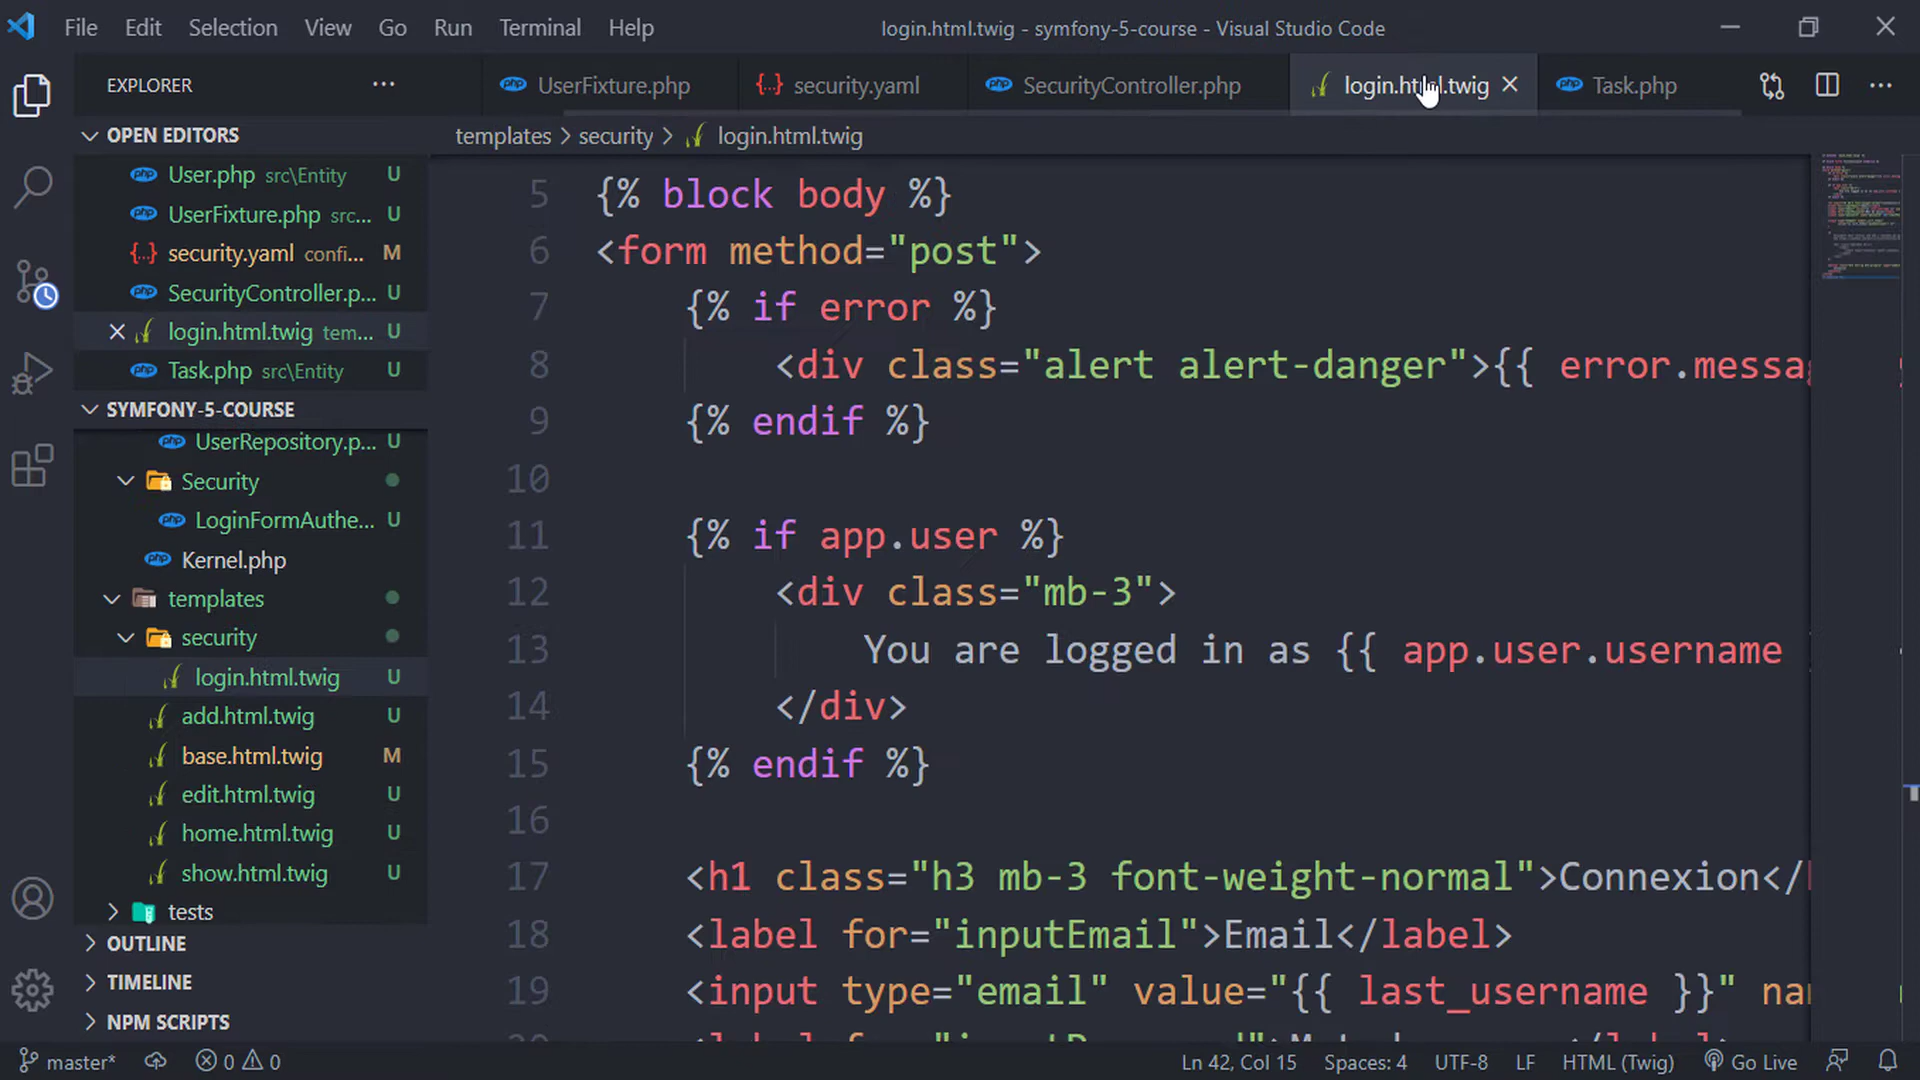 File Edit Selection View Go Run Terminal Help login.html.twig - symfony-5-course - Visual Studio Code
EXPLORER ...
UserFixture.php {..} security.yaml SecurityController.php login.html.twig Task.php
OPEN EDITORS
templates > security > login.html.twig
User.php src\Entity U
UserFixture.php src... U
{..} security.yaml confi... M
SecurityController.p... U
login.html.twig tem... U
Task.php src\Entity U
SYMFONY-5-COURSE
UserRepository.p... U
Security
LoginFormAuthe... U
Kernel.php
templates
security
login.html.twig U
add.html.twig U
base.html.twig M
edit.html.twig U
home.html.twig U
show.html.twig U
tests
OUTLINE
TIMELINE
NPM SCRIPTS
5 {% block body %}
6 <form method="post">
7 {% if error %}
8 <div class="alert alert-danger">{{ error.messag
9 {% endif %}
10
11 {% if app.user %}
12 <div class="mb-3">
13 You are logged in as {{ app.user.username
14 </div>
15 {% endif %}
16
17 <h1 class="h3 mb-3 font-weight-normal">Connexion</
18 <label for="inputEmail">Email</label>
19 <input type="email" value="{{ last_username }}" na
master* 0 0 Ln 42, Col 15 Spaces: 4 UTF-8 LF HTML (Twig) Go Live